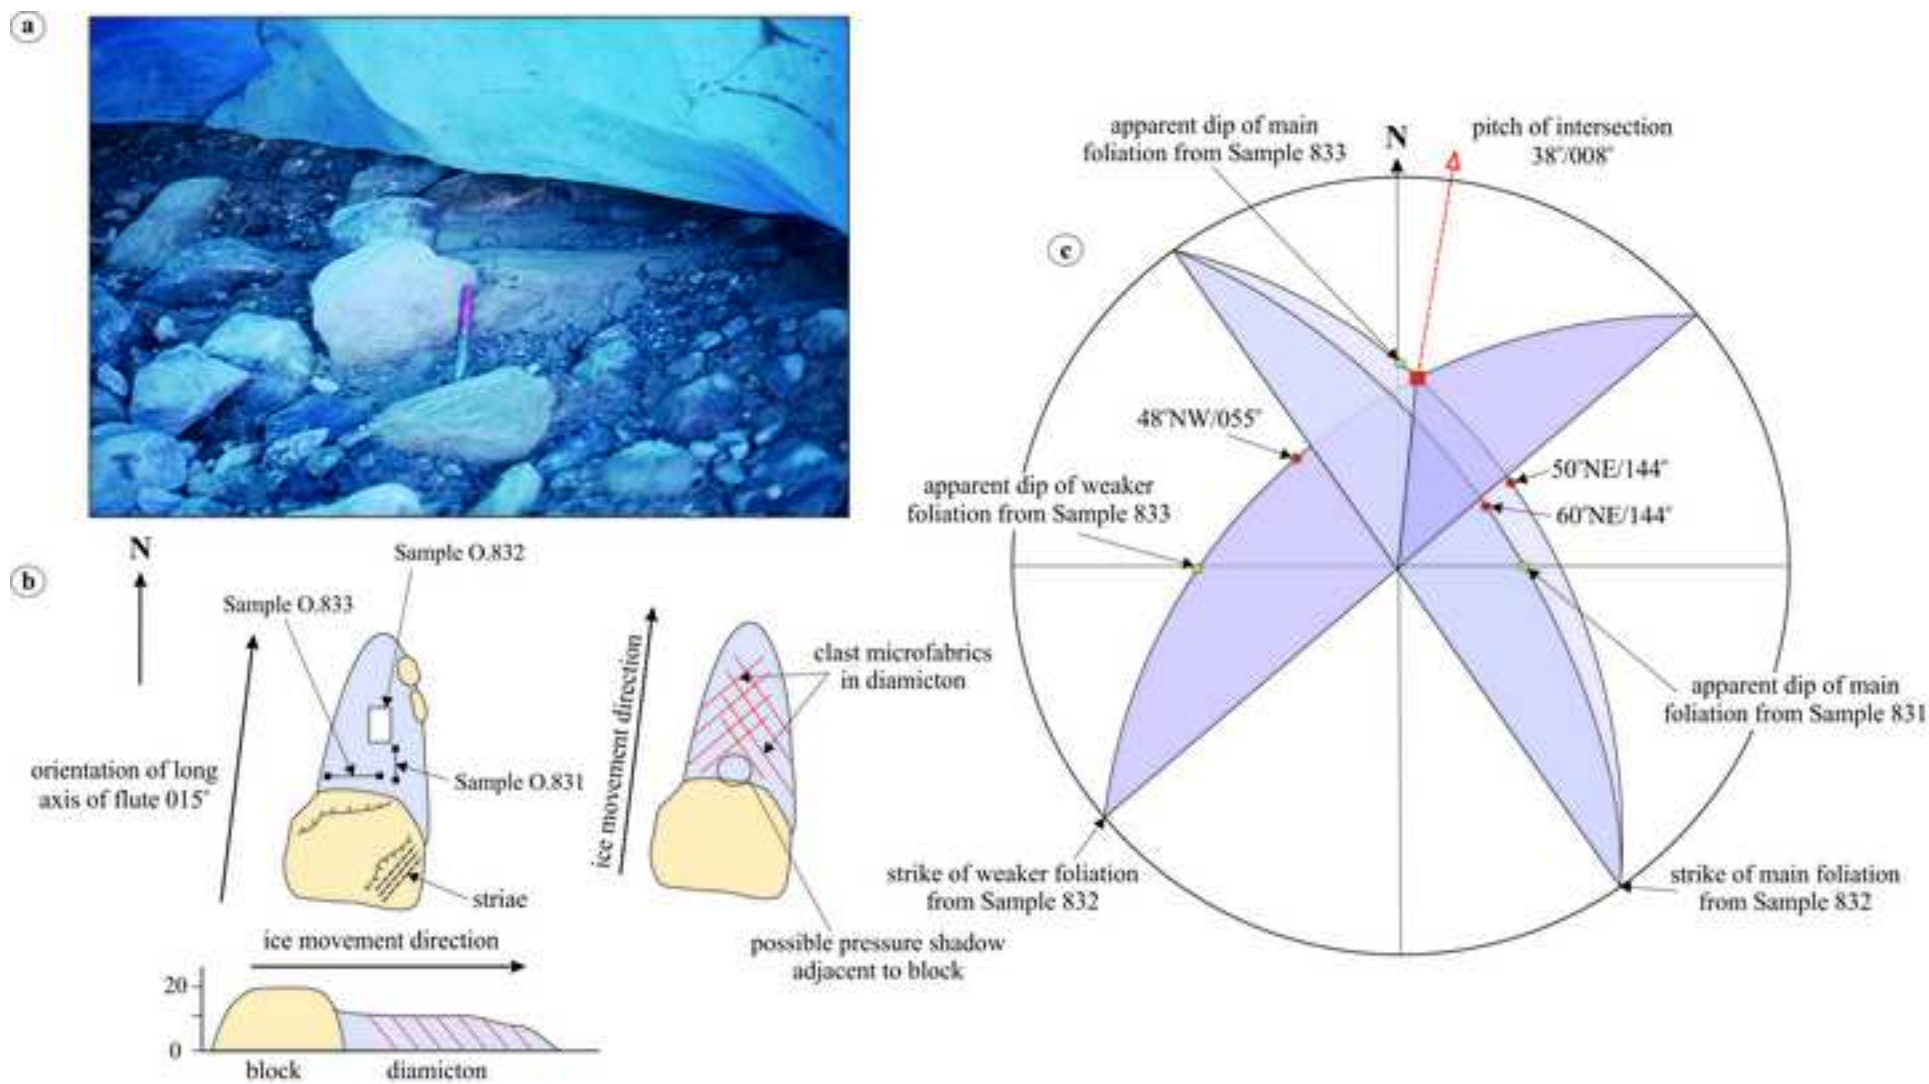 a
b
N
Sample O.832
Sample O.833
orientation of long
axis of flute 015°
Sample O.831
striae
ice movement direction
20
0
block
diamicton
ice movement direction
clast microfabrics
in diamicton
possible pressure shadow
adjacent to block
c
apparent dip of main
foliation from Sample 833
N
pitch of intersection
38°/008°
48°NW/055°
apparent dip of weaker
foliation from Sample 833
50°NE/144°
60°NE/144°
apparent dip of main
foliation from Sample 831
strike of weaker foliation
from Sample 832
strike of main foliation
from Sample 832